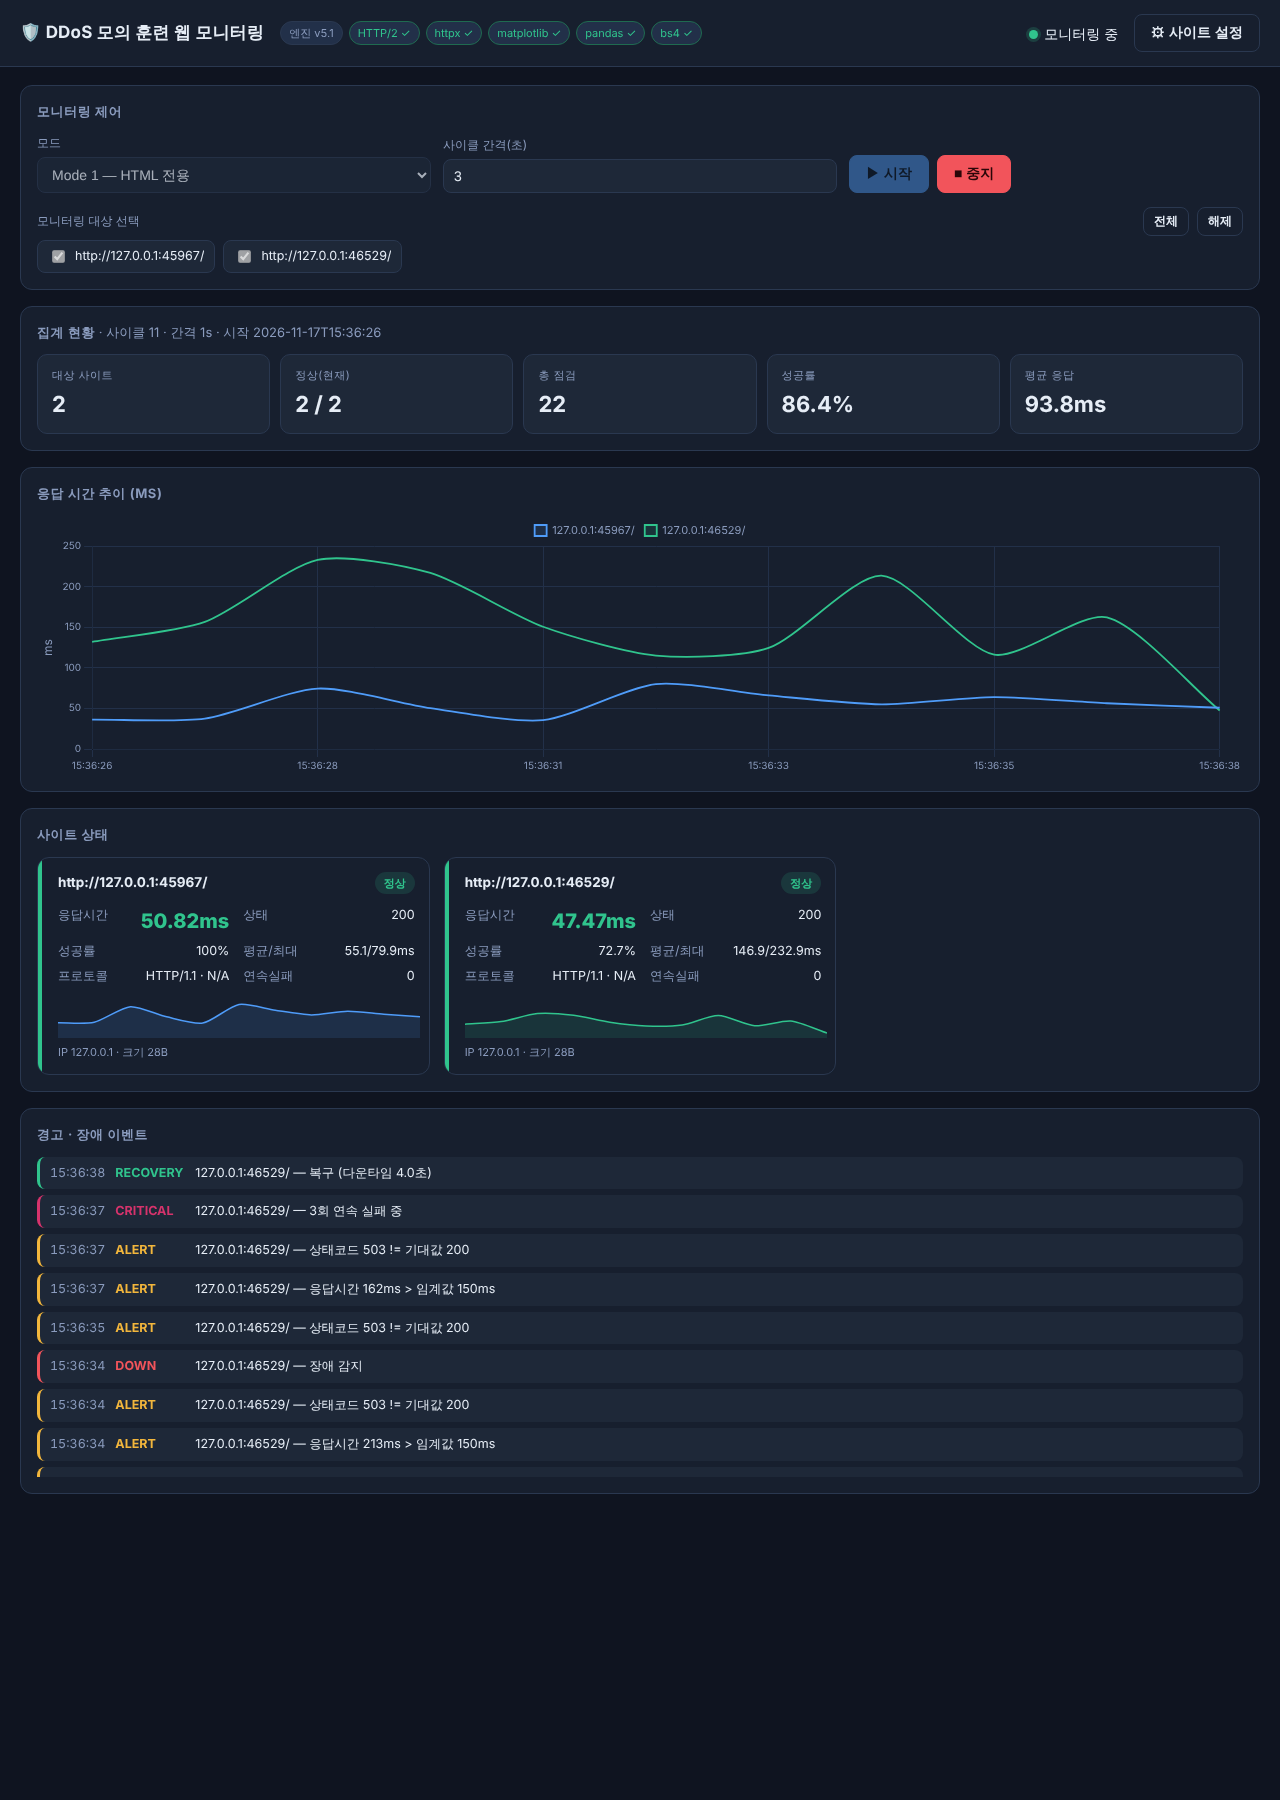 🛡️ DDoS 모의 훈련 웹 모니터링 엔진 v5.1 HTTP/2 ✓ httpx ✓ matplotlib ✓ pandas ✓ bs4 ✓ 모니터링 중 사이트 설정
모니터링 제어
모드
Mode 1 — HTML 전용
사이클 간격(초)
3
▶ 시작 ■ 중지
모니터링 대상 선택 전체 해제
http://127.0.0.1:45967/ http://127.0.0.1:46529/
집계 현황 · 사이클 11 · 간격 1s · 시작 2026-11-17T15:36:26
대상 사이트
2
정상(현재)
2 / 2
총 점검
22
성공률
86.4%
평균 응답
93.8ms
응답 시간 추이 (MS)
127.0.0.1:45967/ 127.0.0.1:46529/
ms
250
200
150
100
50
0
15:36:26 15:36:28 15:36:31 15:36:33 15:36:35 15:36:38
사이트 상태
http://127.0.0.1:45967/ 정상
응답시간 50.82ms 상태 200
성공률 100% 평균/최대 55.1/79.9ms
프로토콜 HTTP/1.1 · N/A 연속실패 0
IP 127.0.0.1 · 크기 28B
http://127.0.0.1:46529/ 정상
응답시간 47.47ms 상태 200
성공률 72.7% 평균/최대 146.9/232.9ms
프로토콜 HTTP/1.1 · N/A 연속실패 0
IP 127.0.0.1 · 크기 28B
경고 · 장애 이벤트
15:36:38 RECOVERY 127.0.0.1:46529/ — 복구 (다운타임 4.0초)
15:36:37 CRITICAL 127.0.0.1:46529/ — 3회 연속 실패 중
15:36:37 ALERT 127.0.0.1:46529/ — 상태코드 503 != 기대값 200
15:36:37 ALERT 127.0.0.1:46529/ — 응답시간 162ms > 임계값 150ms
15:36:35 ALERT 127.0.0.1:46529/ — 상태코드 503 != 기대값 200
15:36:34 DOWN 127.0.0.1:46529/ — 장애 감지
15:36:34 ALERT 127.0.0.1:46529/ — 상태코드 503 != 기대값 200
15:36:34 ALERT 127.0.0.1:46529/ — 응답시간 213ms > 임계값 150ms